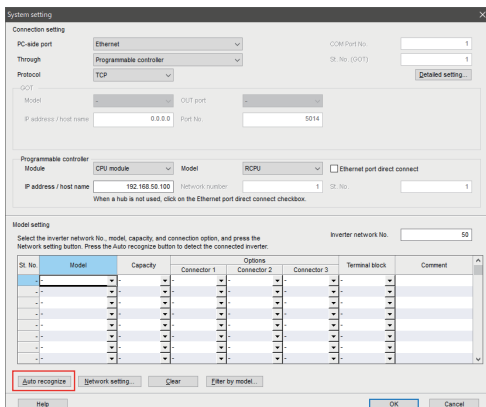 System setting
Connection setting
PC-side port Ethernet COM Port No. 1
Through Programmable controller St. No. (GOT) 1
Protocol TCP Detailed setting...
GOT
Model - OUT port -
IP address / host name 0.0.0.0 Port No. 5014
Programmable controller
Module CPU module Model RCPU Ethernet port direct connect
IP address / host name 192.168.50.100 Network number 1 St. No. 1
When a hub is not used, click on the Ethernet port direct connect checkbox.
Model setting
Select the inverter network No., model, capacity, and connection option, and press the
Network setting button. Press the Auto recognize button to detect the connected inverter.
Inverter network No. 50
St. No. Model Capacity Options Terminal block Comment
Connector 1 Connector 2 Connector 3
- - - - - - -
- - - - - - -
- - - - - - -
- - - - - - -
- - - - - - -
- - - - - - -
- - - - - - -
Auto recognize Network setting... Clear Filter by model...
Help OK Cancel